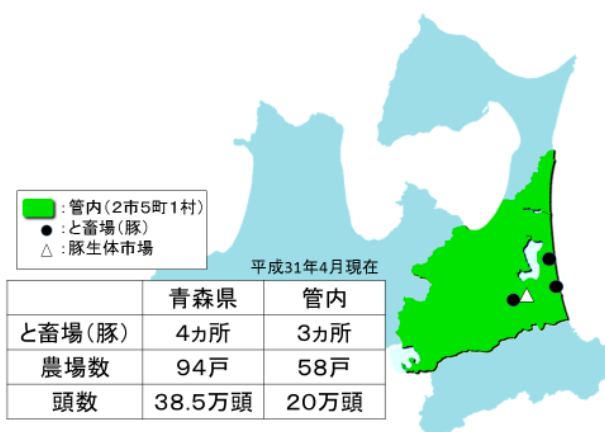 ：管内（２市５町１村）
：と畜場（豚）
：豚生体市場
平成31年4月現在
青森県 管内
と畜場（豚） ４ヵ所 ３ヵ所
農場数 ９４戸 ５８戸
頭数 ３８.５万頭 ２０万頭